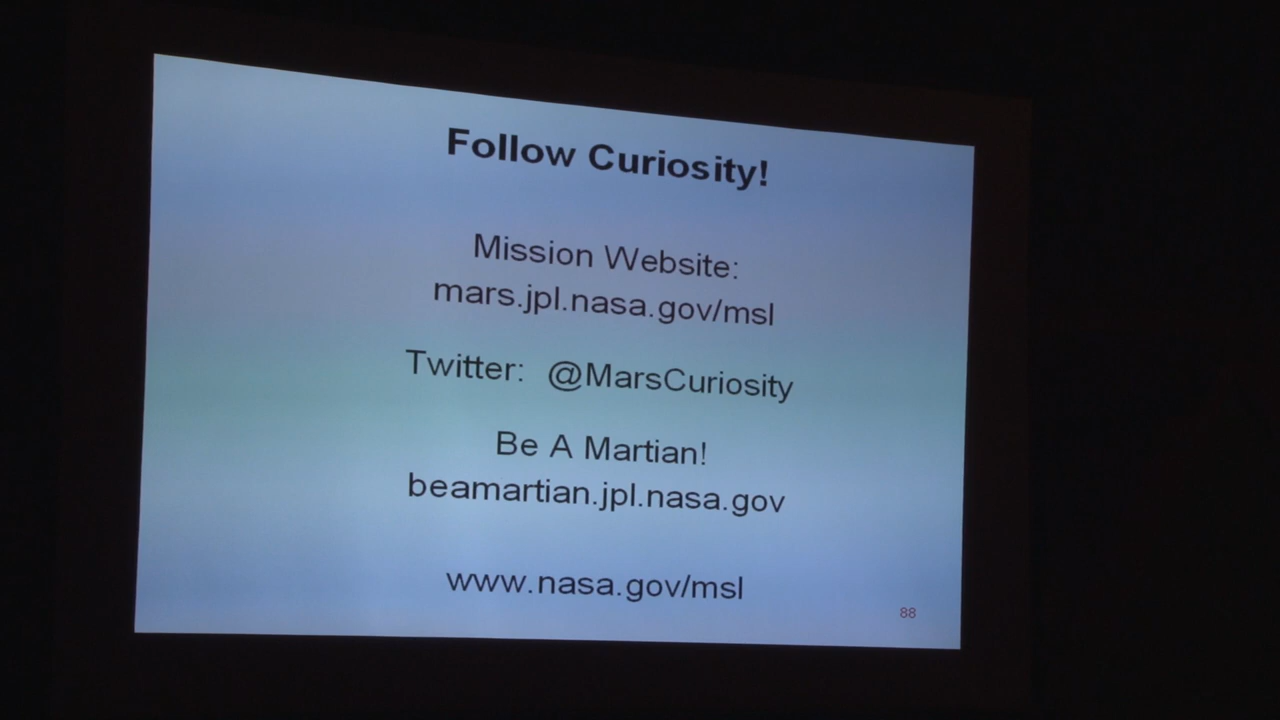 Follow Curiosity!
Mission Website:
mars.jpl.nasa.gov/msl
Twitter: @MarsCuriosity
Be A Martian!
beamartian.jpl.nasa.gov
www.nasa.gov/msl
88